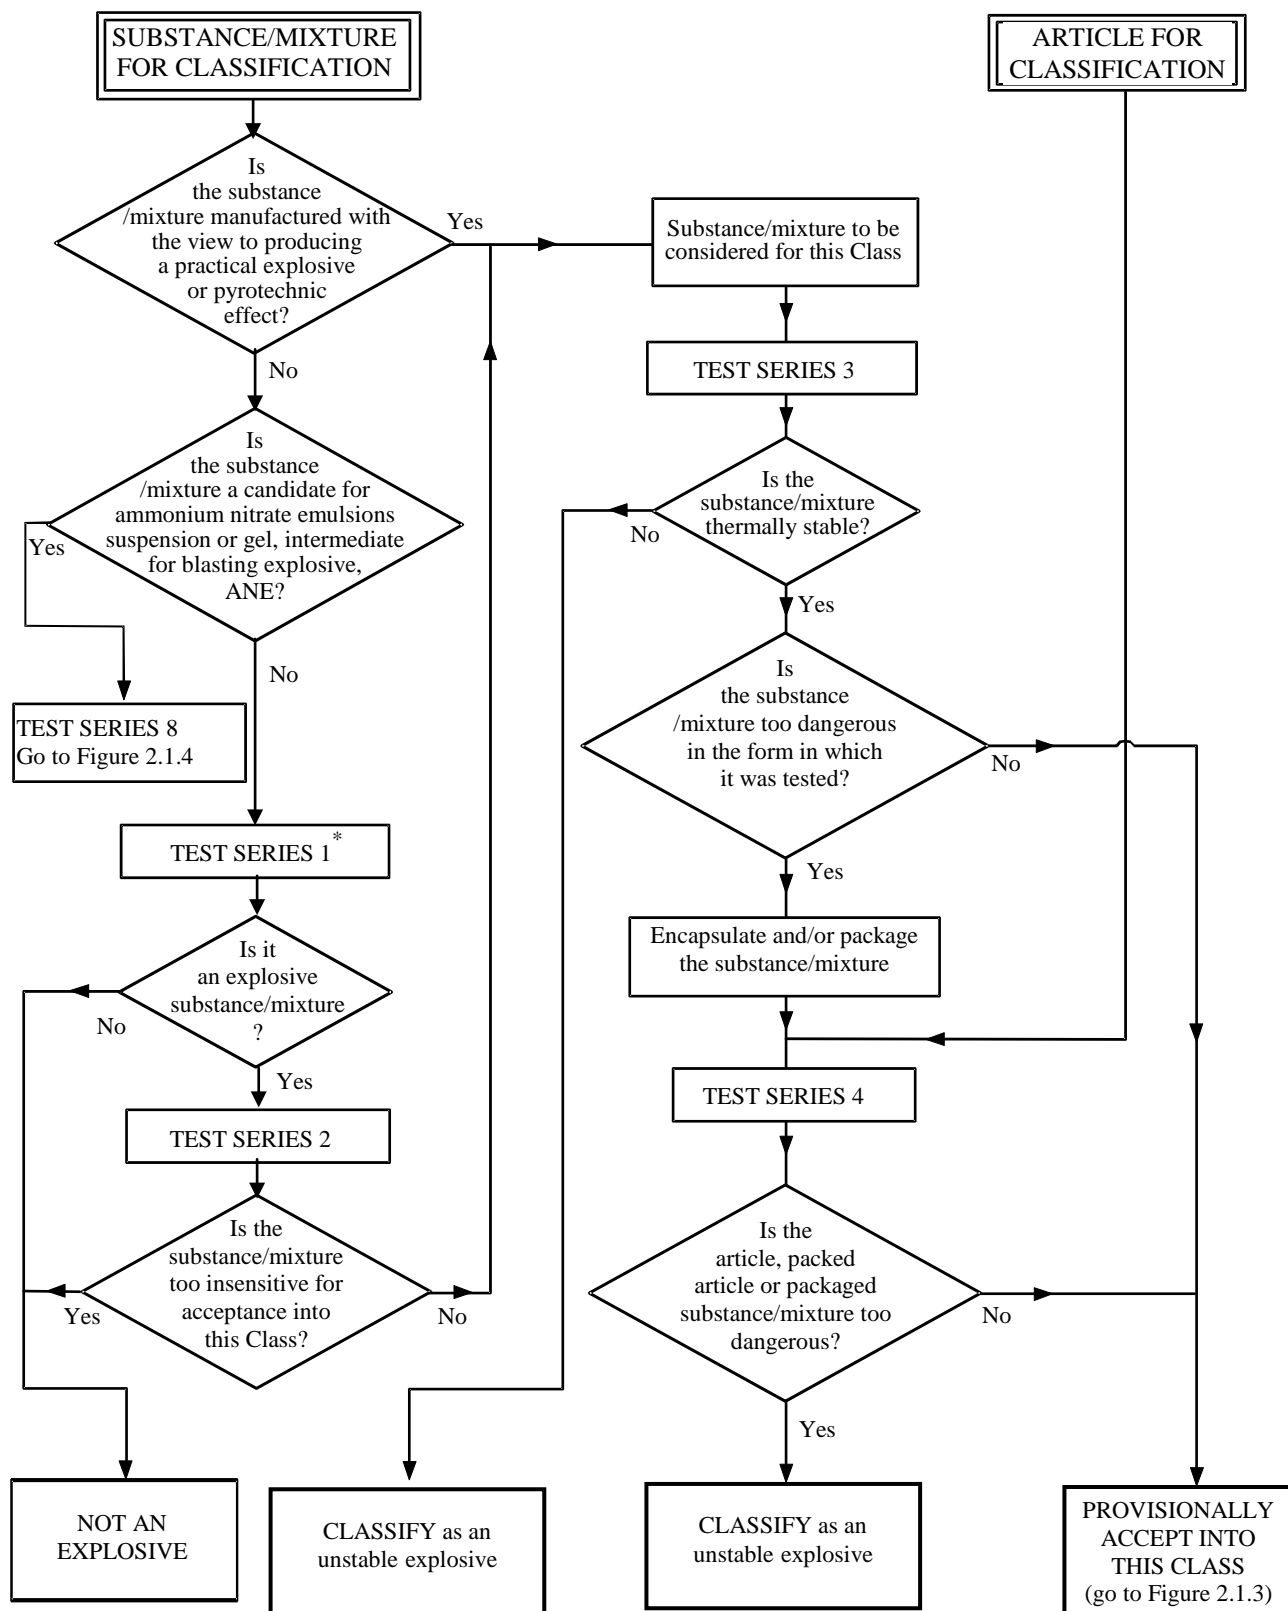 SUBSTANCE/MIXTURE
FOR CLASSIFICATION
ARTICLE FOR
CLASSIFICATION
Is
the substance
/mixture manufactured with
the view to producing
a practical explosive
or pyrotechnic
effect?
Yes
Substance/mixture to be
considered for this Class
No
TEST SERIES 3
Is
the substance
/mixture a candidate for
ammonium nitrate emulsions
suspension or gel, intermediate
for blasting explosive,
ANE?
Yes
Is the
substance/mixture
thermally stable?
No
Yes
No
TEST SERIES 8
Go to Figure 2.1.4
Is
the substance
/mixture too dangerous
in the form in which
it was tested?
No
TEST SERIES 1*
Yes
Is it
an explosive
substance/mixture
?
No
Encapsulate and/or package
the substance/mixture
Yes
TEST SERIES 4
TEST SERIES 2
Is the
substance/mixture
too insensitive for
acceptance into
this Class?
Yes
No
Is the
article, packed
article or packaged
substance/mixture too
dangerous?
No
Yes
NOT AN
EXPLOSIVE
CLASSIFY as an
unstable explosive
CLASSIFY as an
unstable explosive
PROVISIONALLY
ACCEPT INTO
THIS CLASS
(go to Figure 2.1.3)